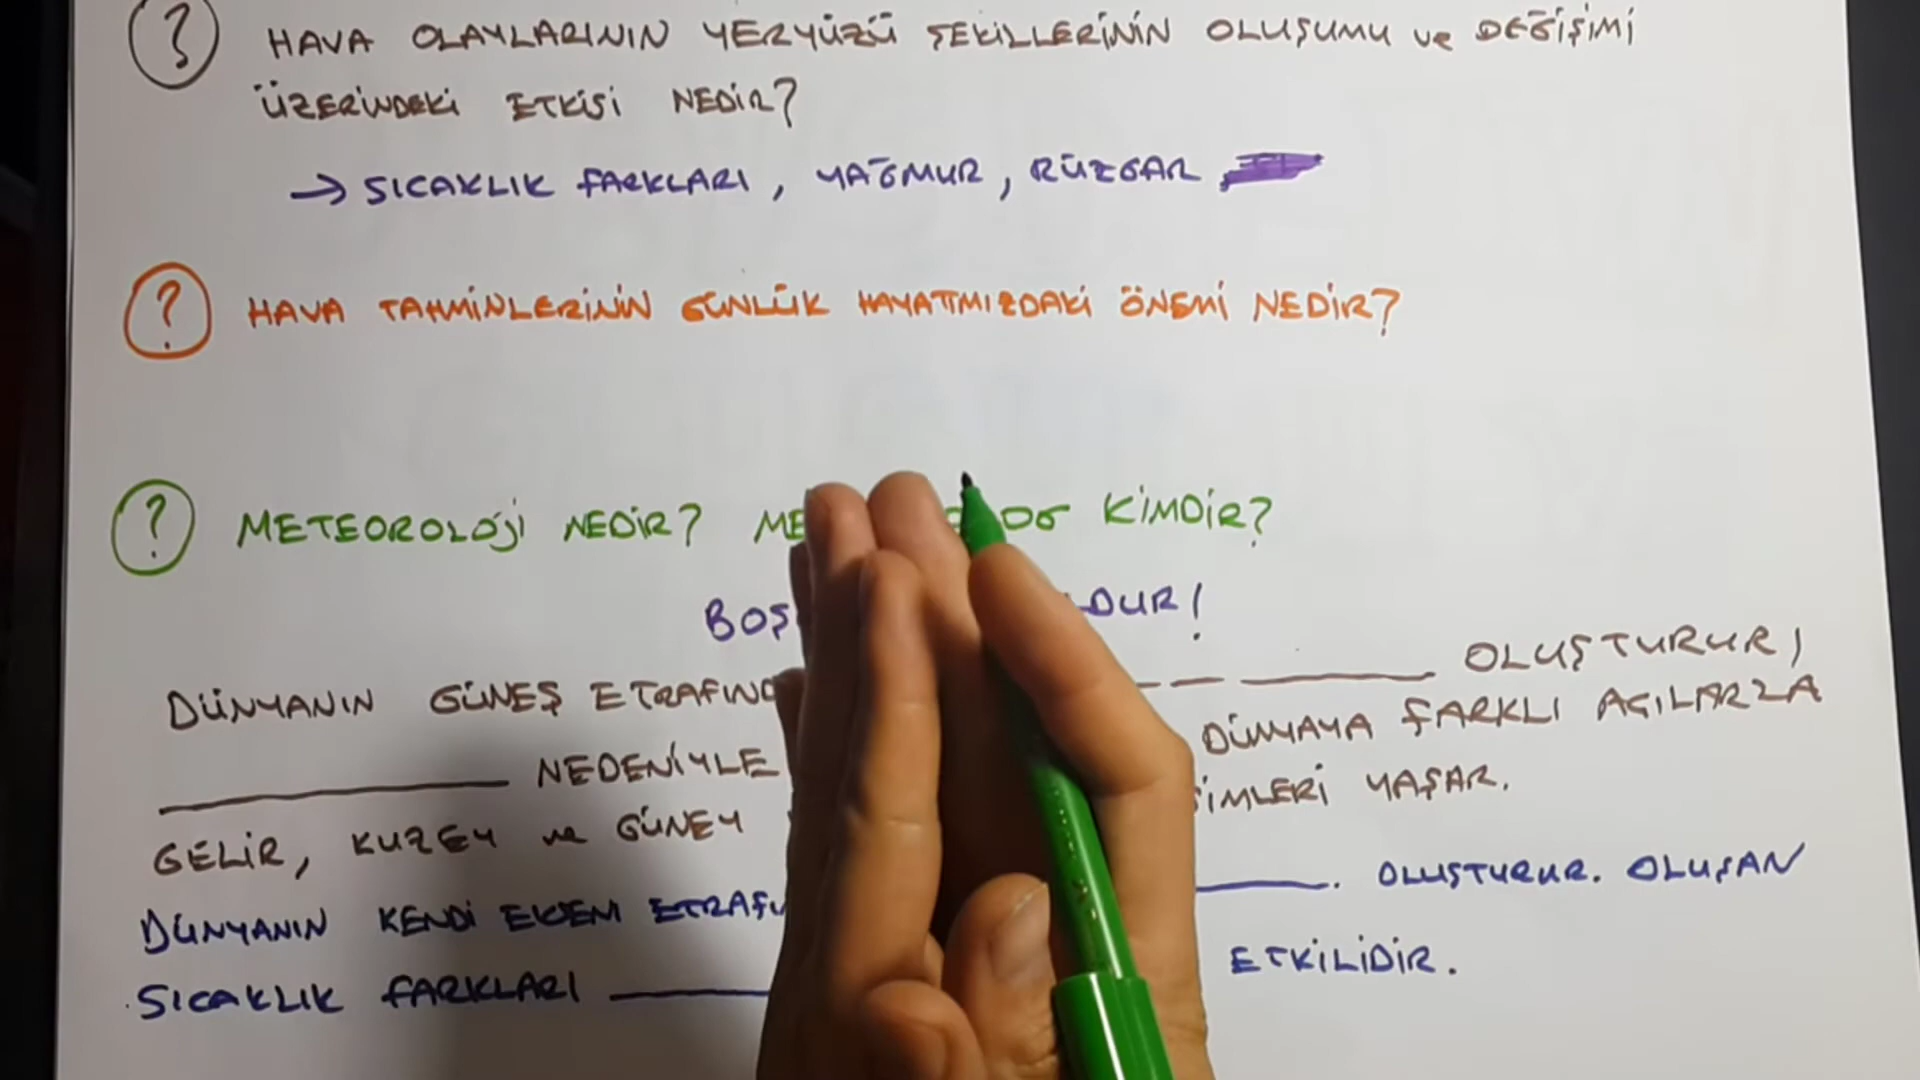 ? HAVA OLAYLARININ YERYÜZÜ ŞEKİLLERİNİN OLUŞUMU ve DEĞİŞİMİ
ÜZERİNDEKİ ETKİSİ NEDİR?
→ SICAKLIK FARKLARI, YAĞMUR, RÜZGAR
? HAVA TAHMİNLERİNİN GÜNLÜK HAYATIMIZDAKİ ÖNEMİ NEDİR?
? METEOROLOJİ NEDİR? KİMDİR?
DÜNYANIN GÜNEŞ OLUŞTURUR,
NEDENİYLE DÜNYAYA FARKLI AÇILARLA
GELİR, KUZEY ve GÜNEY YAŞAR.
DÜNYANIN KENDİ EKSENİ OLUŞTURUR. OLUŞAN
SICAKLIK FARKLARI ETKİLİDİR.